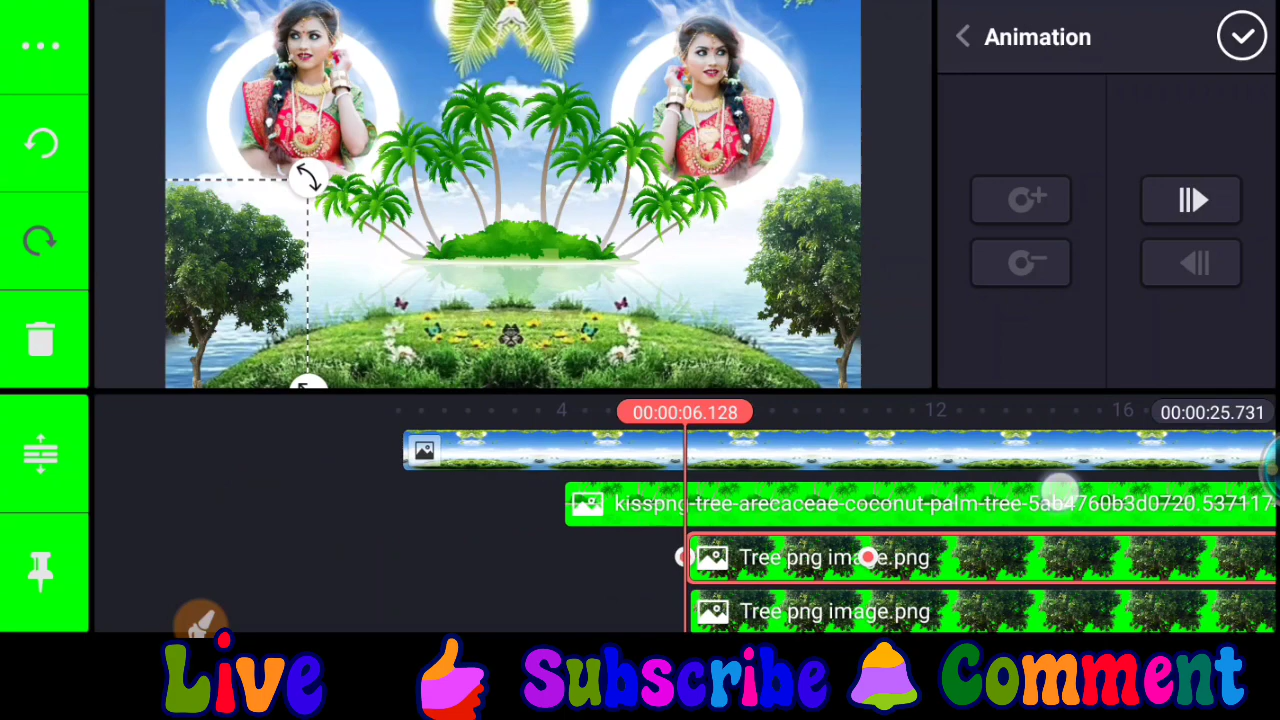 Animation
4
00:00:06.128
12
16
00:00:25.731
kisspng-tree-arecaceae-coconut-palm-tree-5ab4760b3d0720.537117
Tree png image.png
Tree png image.png
Live Subscribe Comment